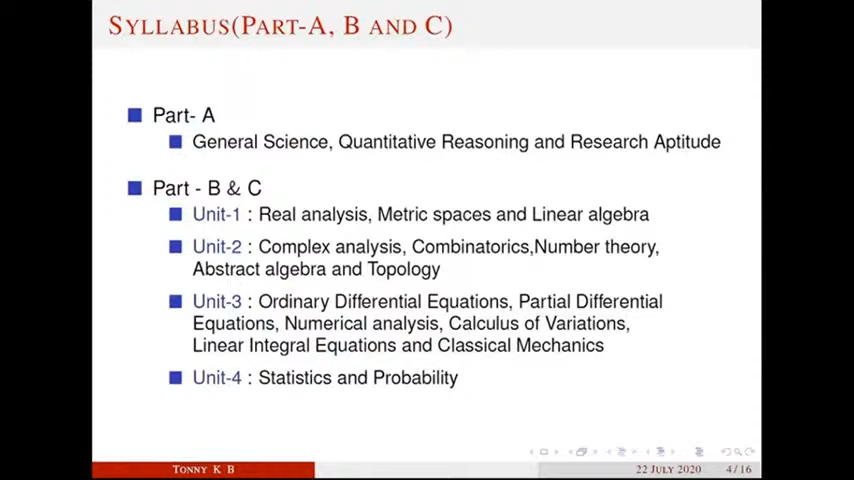 SYLLABUS(PART-A, B AND C)
Part- A
General Science, Quantitative Reasoning and Research Aptitude
Part - B & C
Unit-1 : Real analysis, Metric spaces and Linear algebra
Unit-2 : Complex analysis, Combinatorics,Number theory,
Abstract algebra and Topology
Unit-3 : Ordinary Differential Equations, Partial Differential
Equations, Numerical analysis, Calculus of Variations,
Linear Integral Equations and Classical Mechanics
Unit-4 : Statistics and Probability
TONNY K B
22 JULY 2020
4/16